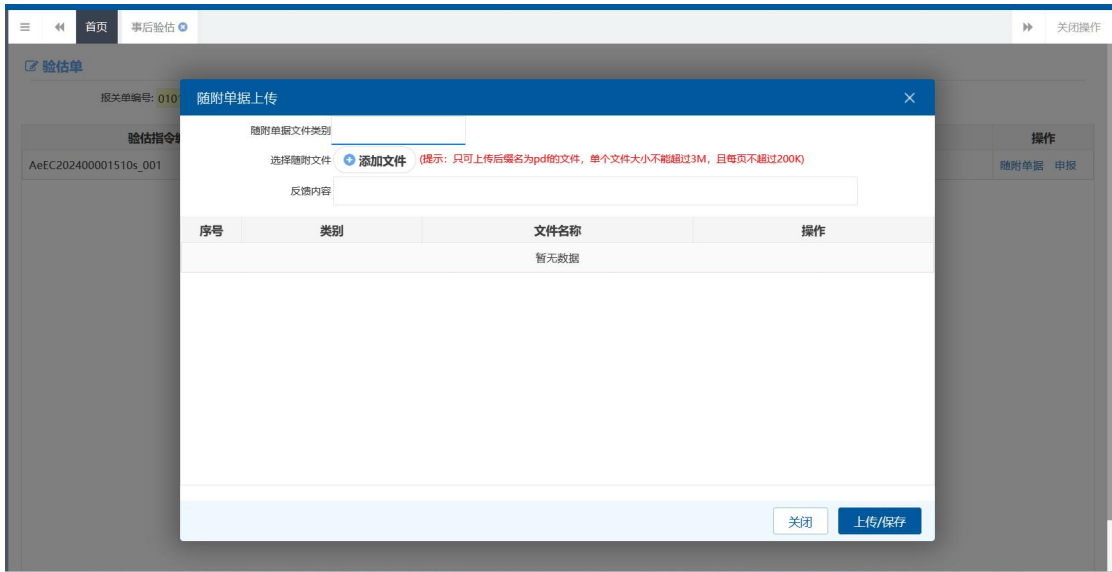 首页 事后验估 关闭操作
验估单
报关单编号: 010
随附单据上传
随附单据文件类别
验估指令 操作
选择随附文件 添加文件 (提示：只可上传后缀名为pdf的文件，单个文件大小不能超过3M，且每页不超过200K)
AeEC202400001510s_001 随附单据 申报
反馈内容
序号 类别 文件名称 操作
暂无数据
关闭 上传/保存